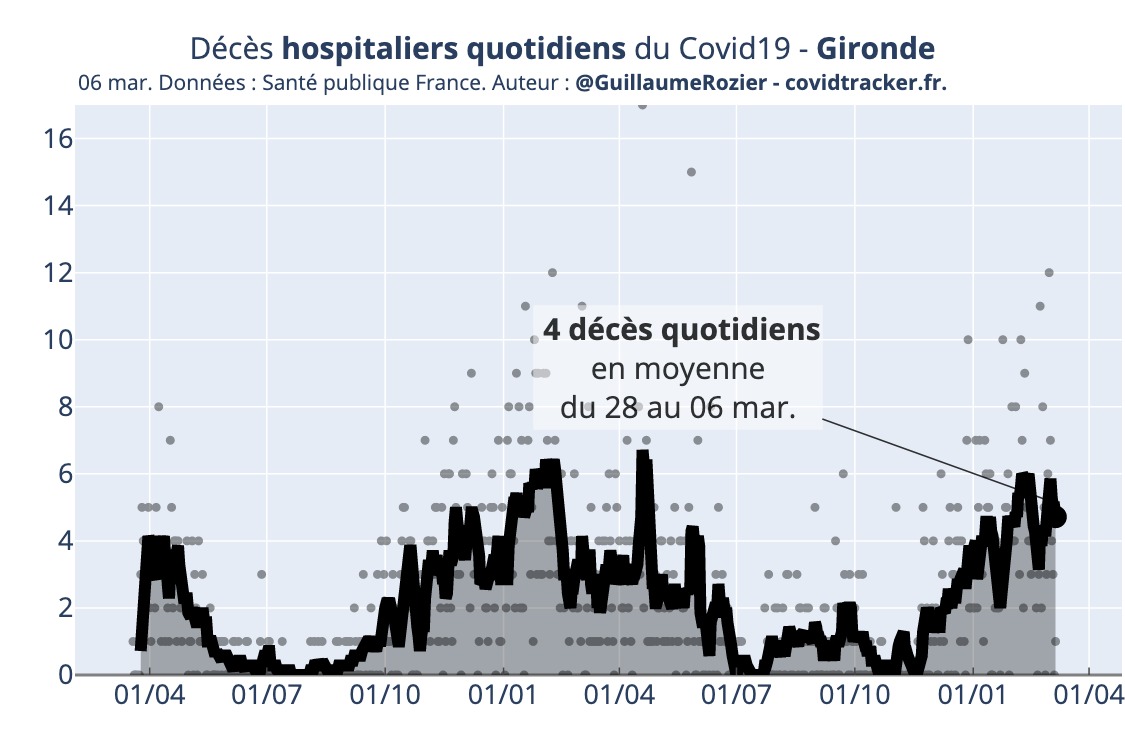 Décès hospitaliers quotidiens du Covid19 - Gironde
06 mar. Données : Santé publique France. Auteur : @GuillaumeRozier - covidtracker.fr.
16
14
12
10
8
6
4
2
0
4 décès quotidiens
en moyenne
du 28 au 06 mar.
01/04 01/07 01/10 01/01 01/04 01/07 01/10 01/01 01/04